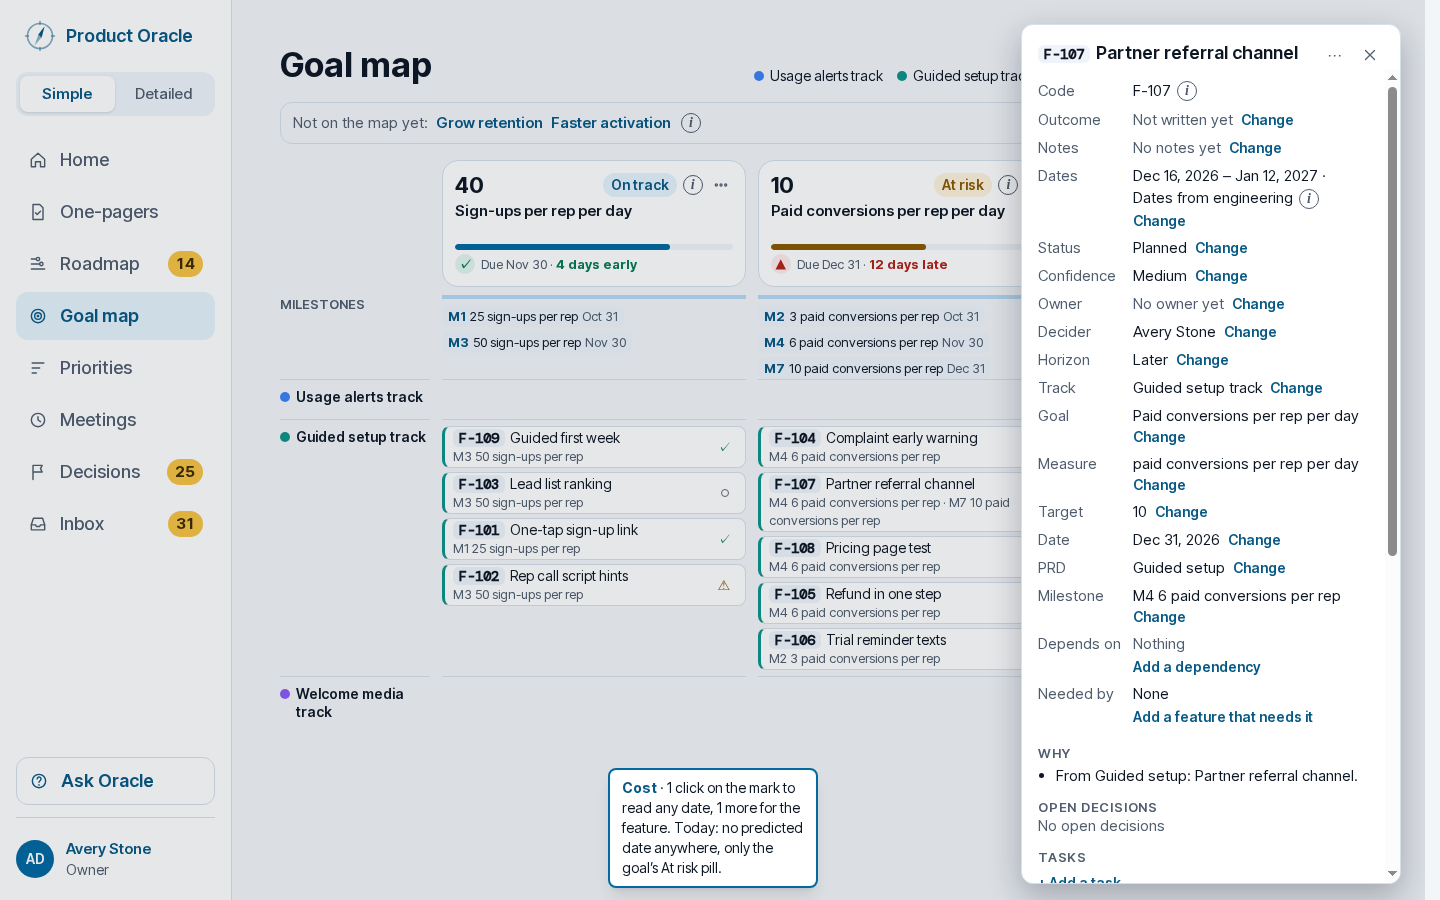 Product Oracle
Simple
Detailed
Home
One-pagers
Roadmap
14
Goal map
Priorities
Meetings
Decisions
25
Inbox
31
Ask Oracle
AD
Avery Stone
Owner
Goal map
Usage alerts track
Guided setup trac
Not on the map yet: Grow retention Faster activation i
40
On track i •••
Sign-ups per rep per day
✓ Due Nov 30 · 4 days early
10
At risk i
Paid conversions per rep per day
▲ Due Dec 31 · 12 days late
MILESTONES
M1 25 sign-ups per rep Oct 31
M3 50 sign-ups per rep Nov 30
M2 3 paid conversions per rep Oct 31
M4 6 paid conversions per rep Nov 30
M7 10 paid conversions per rep Dec 31
Usage alerts track
Guided setup track
F-109 Guided first week
M3 50 sign-ups per rep
✓
F-103 Lead list ranking
M3 50 sign-ups per rep
○
F-101 One-tap sign-up link
M1 25 sign-ups per rep
✓
F-102 Rep call script hints
M3 50 sign-ups per rep
⚠
F-104 Complaint early warning
M4 6 paid conversions per rep
F-107 Partner referral channel
M4 6 paid conversions per rep · M7 10 paid
conversions per rep
F-108 Pricing page test
M4 6 paid conversions per rep
F-105 Refund in one step
M4 6 paid conversions per rep
F-106 Trial reminder texts
M2 3 paid conversions per rep
Welcome media
track
Cost · 1 click on the mark to
read any date, 1 more for the
feature. Today: no predicted
date anywhere, only the
goal's At risk pill.
F-107 Partner referral channel ··· ×
Code F-107 i
Outcome Not written yet Change
Notes No notes yet Change
Dates Dec 16, 2026 – Jan 12, 2027 ·
Dates from engineering i
Change
Status Planned Change
Confidence Medium Change
Owner No owner yet Change
Decider Avery Stone Change
Horizon Later Change
Track Guided setup track Change
Goal Paid conversions per rep per day
Change
Measure paid conversions per rep per day
Change
Target 10 Change
Date Dec 31, 2026 Change
PRD Guided setup Change
Milestone M4 6 paid conversions per rep
Change
Depends on Nothing
Add a dependency
Needed by None
Add a feature that needs it
WHY
• From Guided setup: Partner referral channel.
OPEN DECISIONS
No open decisions
TASKS
+ Add a task